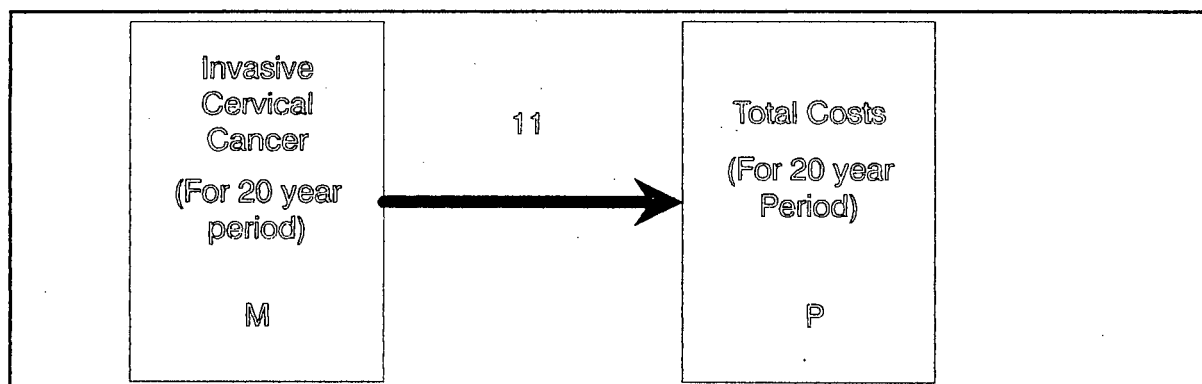 Invasive
Cervical
Cancer
(For 20 year
period)
M
11
Total Costs
(For 20 year
Period)
P